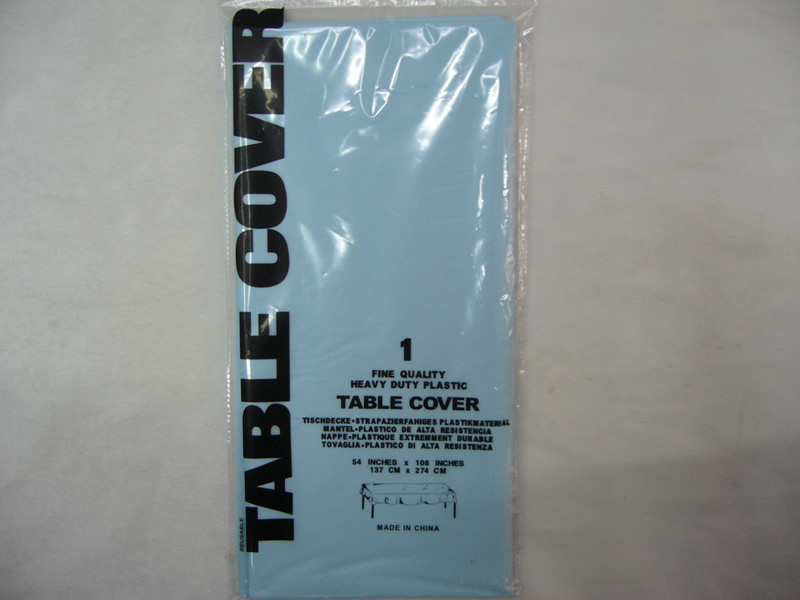 REUSABLE
TABLE COVER
1
FINE QUALITY
HEAVY DUTY PLASTIC
TABLE COVER
TISCHDECKE-STRAPAZIERFAHIGES PLASTIKMATERIAL
MANTEL-PLASTICO DE ALTA RESISTENCIA
NAPPE-PLASTIQUE EXTREMMENT DURABLE
TOVAGLIA-PLASTICO DI ALTA RESISTENZA
54 INCHES x 108 INCHES
137 CM x 274 CM
MADE IN CHINA